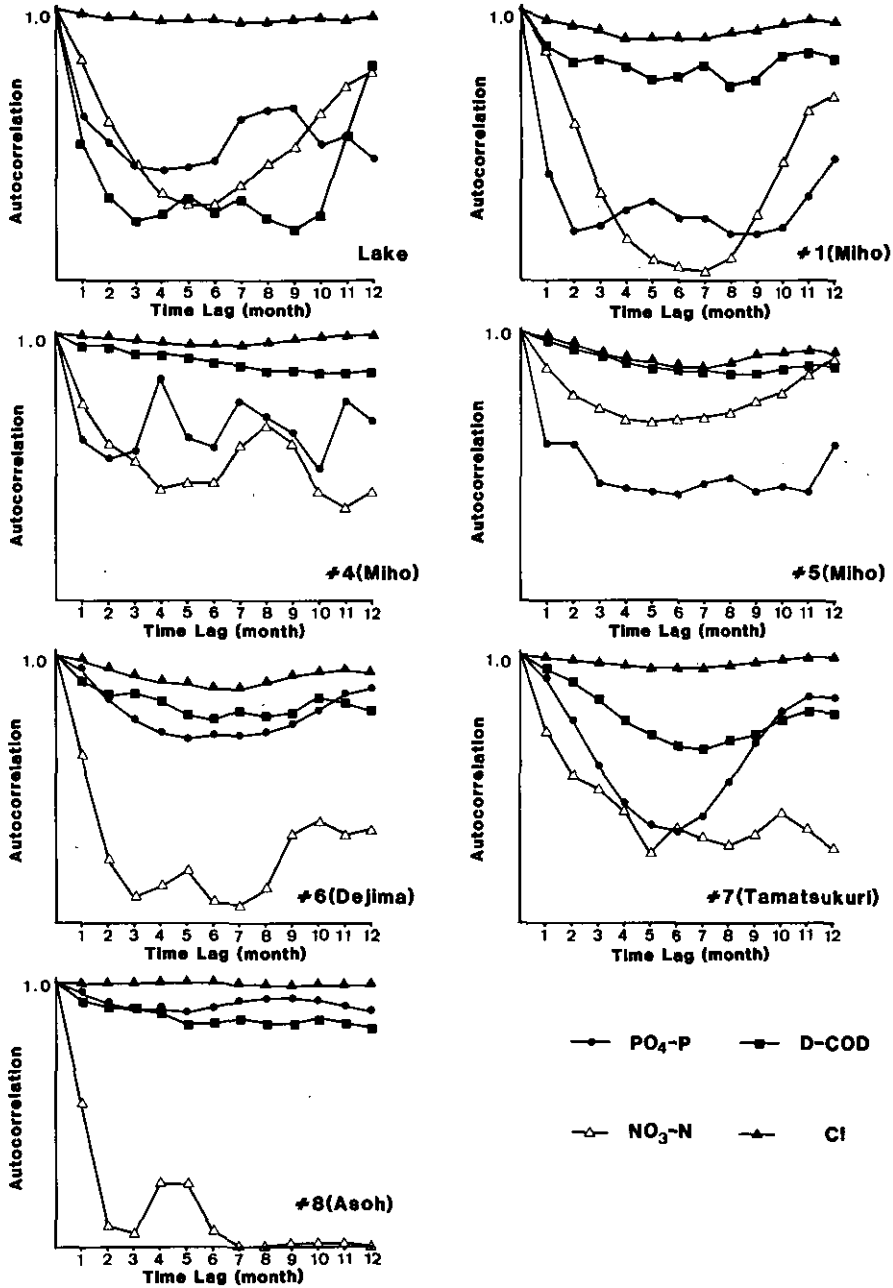 1.0
Autocorrelation
Lake
1 2 3 4 5 6 7 8 9 10 11 12
Time Lag (month)
1.0
Autocorrelation
#1(Miho)
1 2 3 4 5 6 7 8 9 10 11 12
Time Lag (month)
1.0
Autocorrelation
#4(Miho)
1 2 3 4 5 6 7 8 9 10 11 12
Time Lag (month)
1.0
Autocorrelation
#5(Miho)
1 2 3 4 5 6 7 8 9 10 11 12
Time Lag (month)
1.0
Autocorrelation
#6(Dejima)
1 2 3 4 5 6 7 8 9 10 11 12
Time Lag (month)
1.0
Autocorrelation
#7(Tamatsukuri)
1 2 3 4 5 6 7 8 9 10 11 12
Time Lag (month)
1.0
Autocorrelation
#8(Asoh)
1 2 3 4 5 6 7 8 9 10 11 12
Time Lag (month)
PO₄-P D-COD
NO₃-N Cl